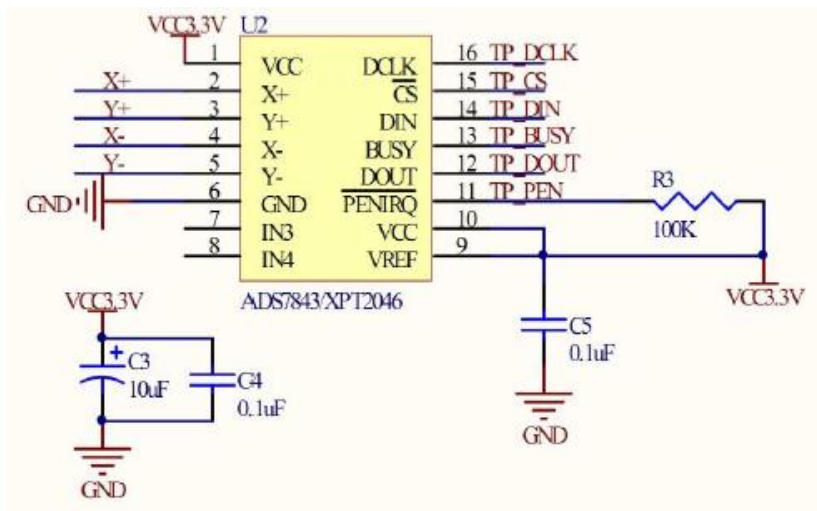 VCC3.3V U2
1 VCC DCLK 16 TP_DCLK
X+ 2 X+ CS 15 TP_CS
Y+ 3 Y+ DIN 14 TP_DIN
X- 4 X- BUSY 13 TP_BUSY
Y- 5 Y- DOUT 12 TP_DOUT
GND 6 GND PENIRQ 11 TP_PEN
7 IN3 VCC 10
8 IN4 VREF 9
ADS7843/XPT2046
R3
100K
VCC3.3V
VCC3.3V
+ C3
10uF
C4
0.1uF
GND
C5
0.1uF
GND